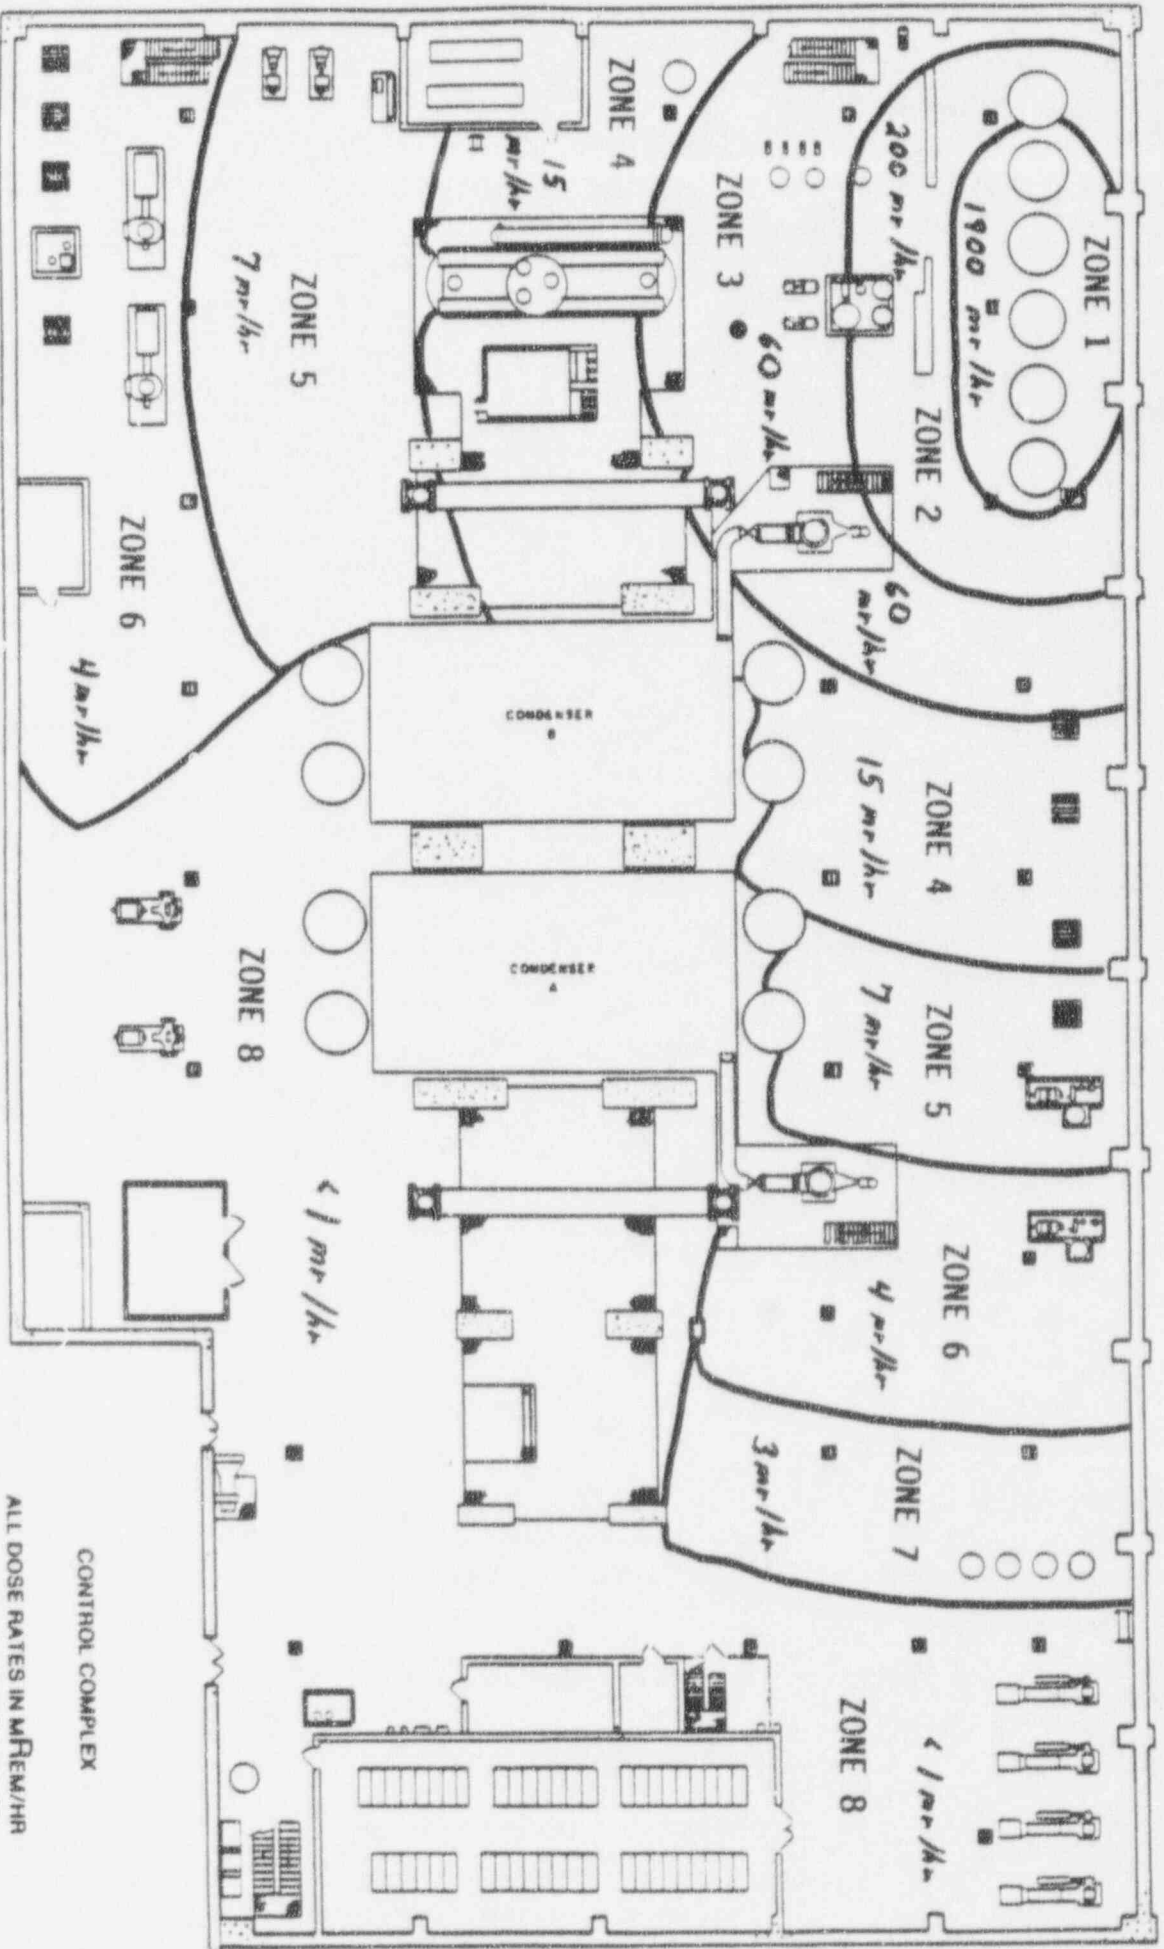 ZONE 1
1900 mr/hr
200 mr/hr
ZONE 2
ZONE 3
60 mr/hr
60
mr/hr
ZONE 4
15
mr/hr
ZONE 4
15 mr/hr
ZONE 5
7 mr/hr
ZONE 5
7 mr/hr
ZONE 6
4 mr/hr
ZONE 6
4 mr/hr
ZONE 7
3 mr/hr
ZONE 8
< 1 mr/hr
ZONE 8
< 1 mr/hr
CONDENSER
B
CONDENSER
A
CONTROL COMPLEX
ALL DOSE RATES IN MREM/HR